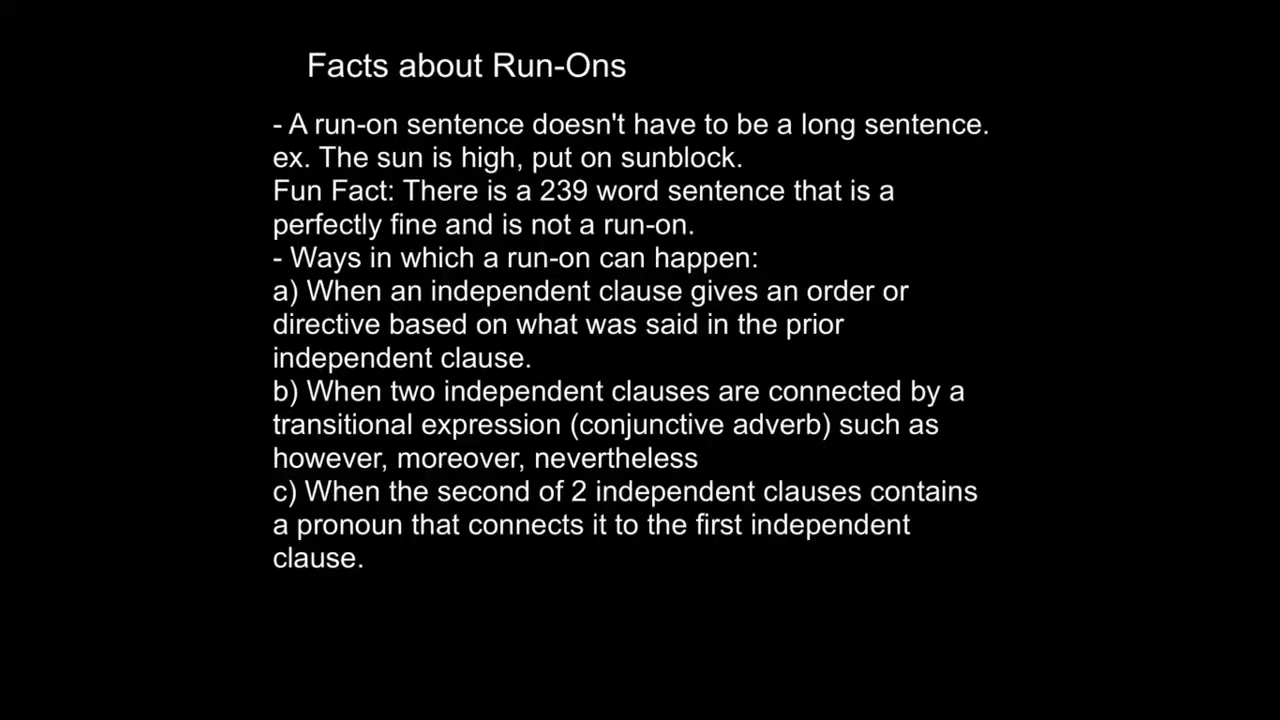 Facts about Run-Ons
- A run-on sentence doesn't have to be a long sentence.
ex. The sun is high, put on sunblock.
Fun Fact: There is a 239 word sentence that is a
perfectly fine and is not a run-on.
- Ways in which a run-on can happen:
a) When an independent clause gives an order or
directive based on what was said in the prior
independent clause.
b) When two independent clauses are connected by a
transitional expression (conjunctive adverb) such as
however, moreover, nevertheless
c) When the second of 2 independent clauses contains
a pronoun that connects it to the first independent
clause.